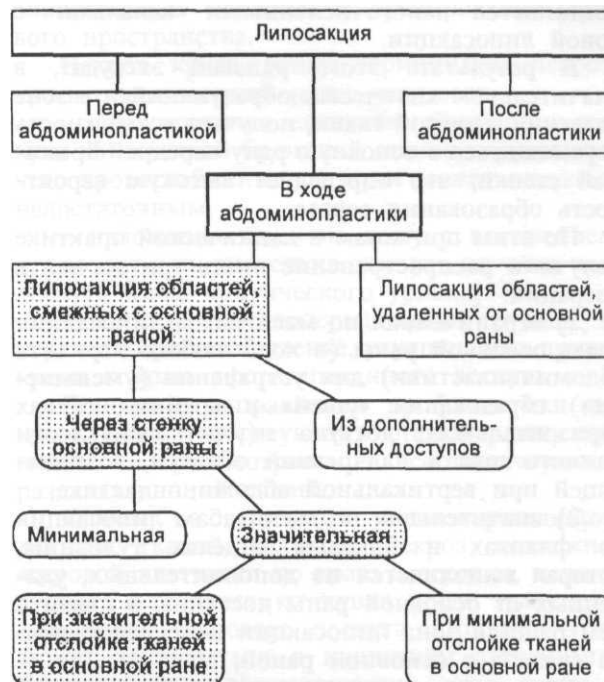 Липосакция
Перед
абдоминопластикой
После
абдоминопластики
В ходе
абдоминопластики
Липосакция областей,
смежных с основной
раной
Липосакция областей,
удаленных от основной
раны
Через стенку
основной раны
Из дополнитель-
ных доступов
Минимальная
Значительная
При значительной
отслойке тканей
в основной ране
При минимальной
отслойке тканей
в основной ране